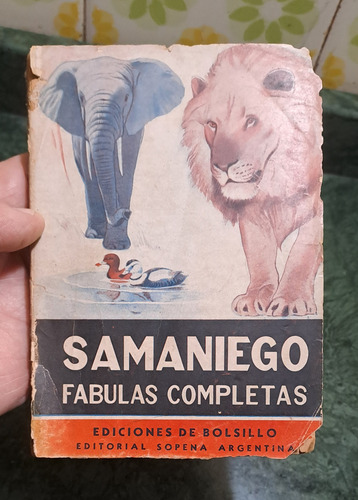 SAMANIEGO
FABULAS COMPLETAS
EDICIONES DE BOLSILLO
EDITORIAL SOPENA ARGENTINA